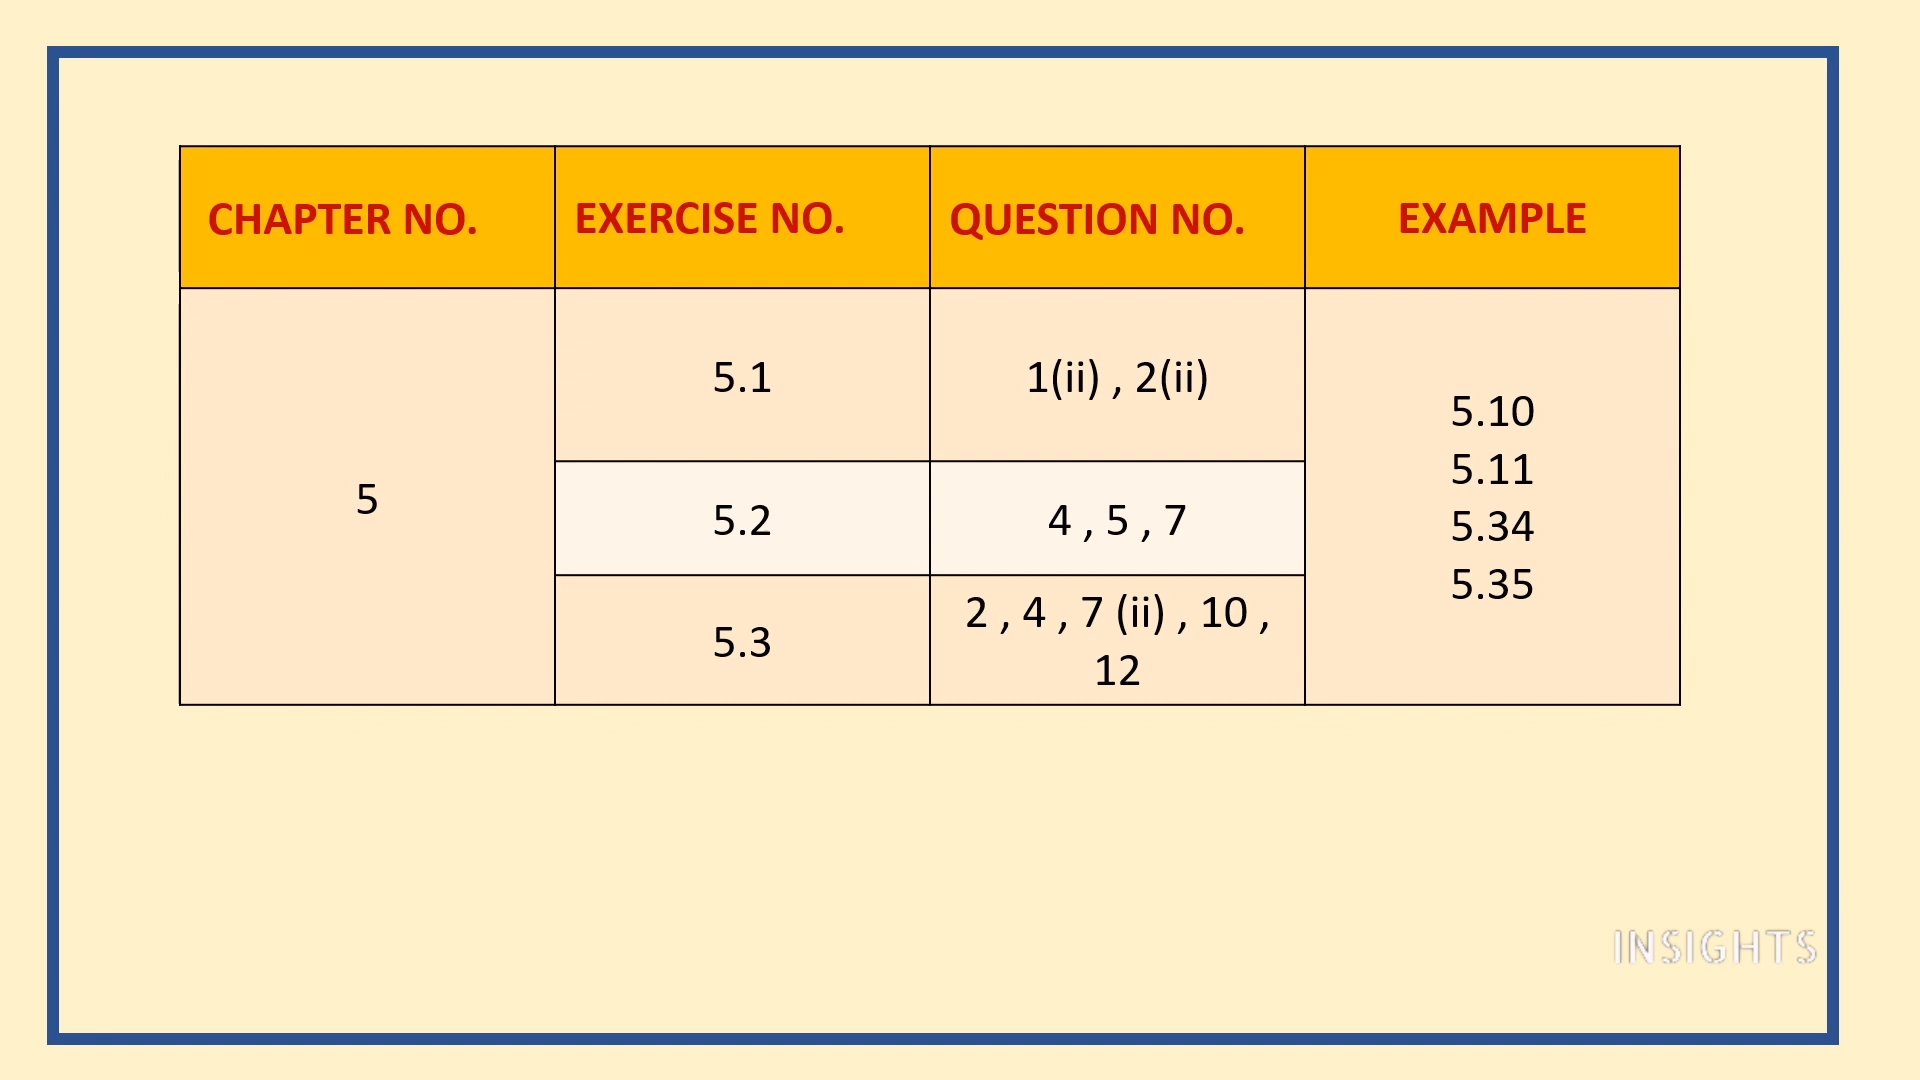 CHAPTER NO. EXERCISE NO. QUESTION NO. EXAMPLE
5
5.1 1(ii) , 2(ii)
5.2 4 , 5 , 7
5.3 2 , 4 , 7 (ii) , 10 ,
12
5.10
5.11
5.34
5.35
INSIGHTS